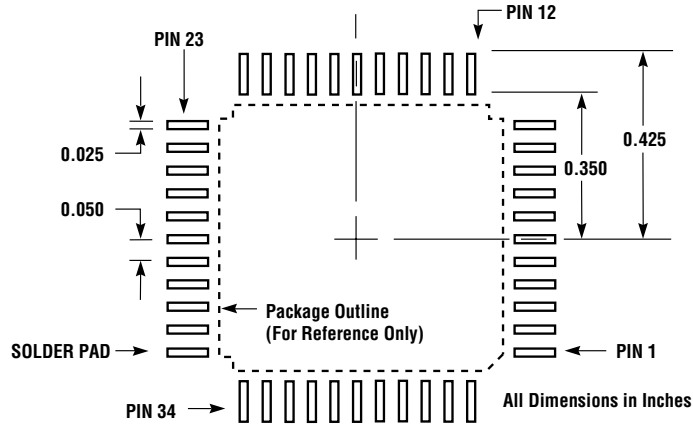 PIN 12
PIN 23
0.025
0.425
0.350
0.050
Package Outline
(For Reference Only)
SOLDER PAD
PIN 1
PIN 34
All Dimensions in Inches